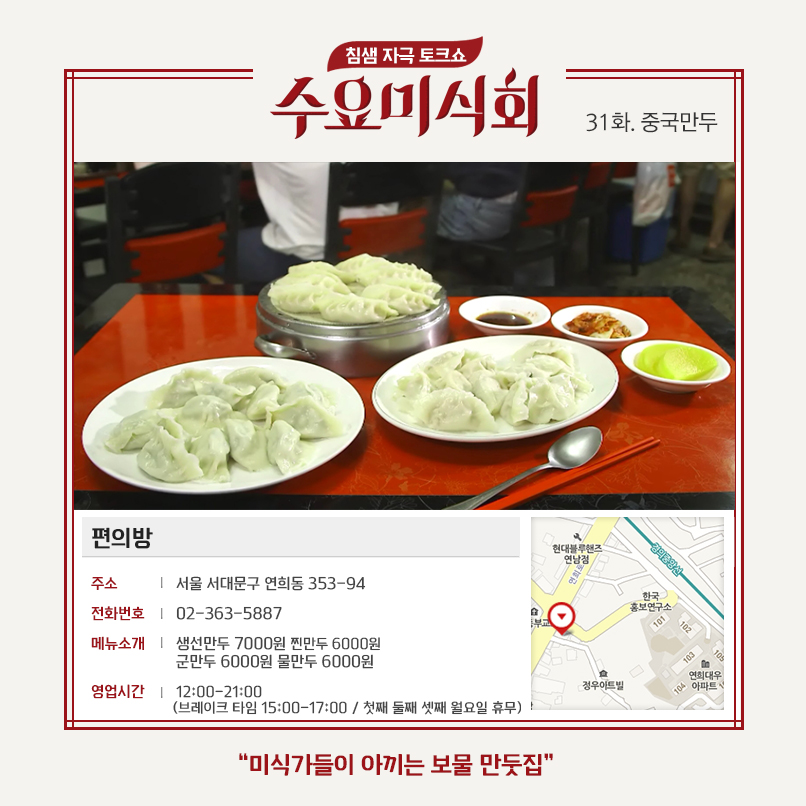 침샘 자극 토크쇼
수요미식회
31화. 중국만두
편의방
주소 | 서울 서대문구 연희동 353-94
전화번호 | 02-363-5887
메뉴소개 | 생선만두 7000원 찐만두 6000원
군만두 6000원 물만두 6000원
영업시간 | 12:00-21:00
(브레이크 타임 15:00-17:00 / 첫째 둘째 셋째 월요일 휴무)
현대블루핸즈
연남점
연희로
경의중앙선
한국
홍보연구소
101
102
103
105
104
정우아트빌
연희대우
아파트
“미식가들이 아끼는 보물 만둣집”